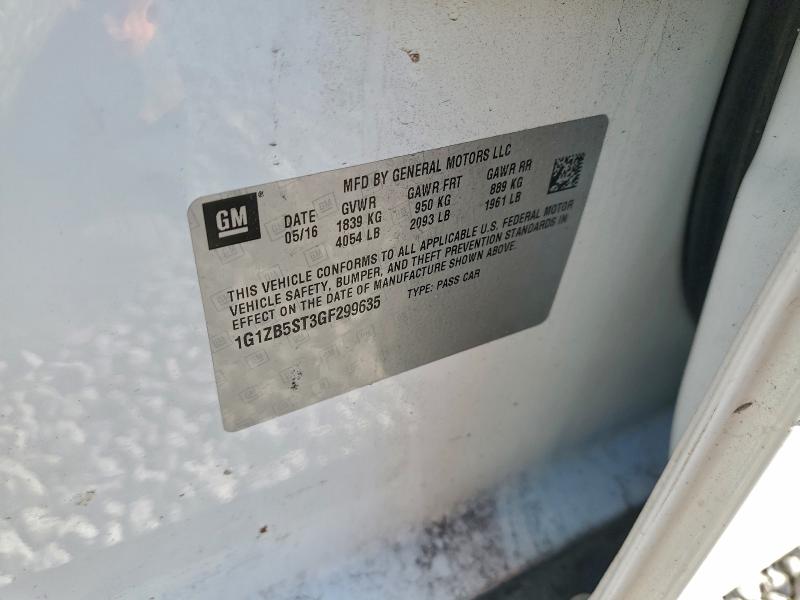 MFD BY GENERAL MOTORS LLC
GM®
DATE GVWR GAWR FRT GAWR RR
05/16 1839 KG 950 KG 889 KG
4054 LB 2093 LB 1961 LB
THIS VEHICLE CONFORMS TO ALL APPLICABLE U.S. FEDERAL MOTOR
VEHICLE SAFETY, BUMPER, AND THEFT PREVENTION STANDARDS IN
EFFECT ON THE DATE OF MANUFACTURE SHOWN ABOVE.
1G1ZB5ST3GF299635 TYPE: PASS CAR